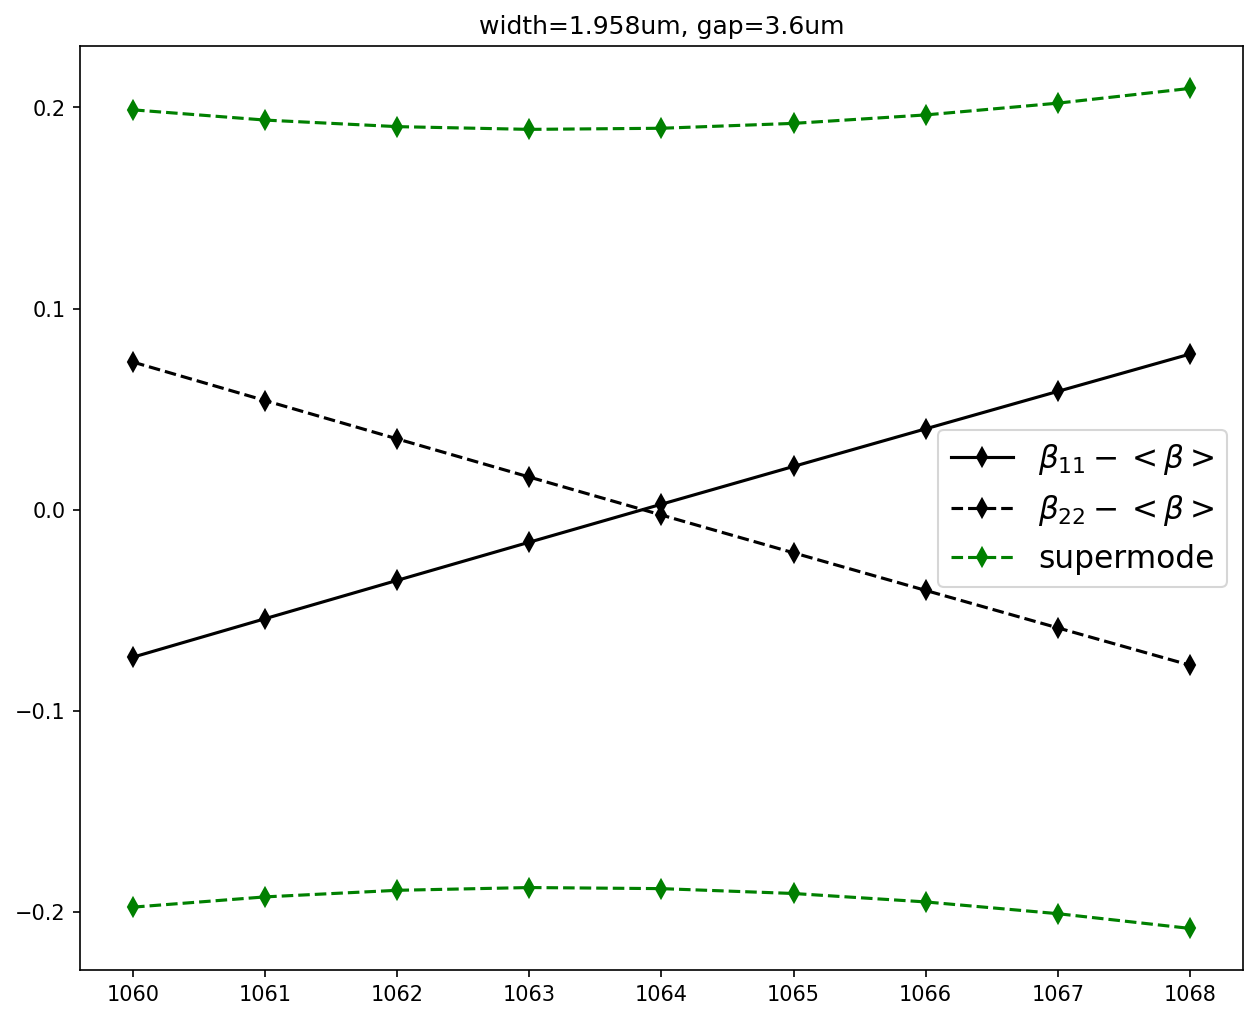 width=1.958um, gap=3.6um
0.2
0.1
0.0
−0.1
−0.2
β₁₁ − < β >
β₂₂ − < β >
supermode
1060 1061 1062 1063 1064 1065 1066 1067 1068